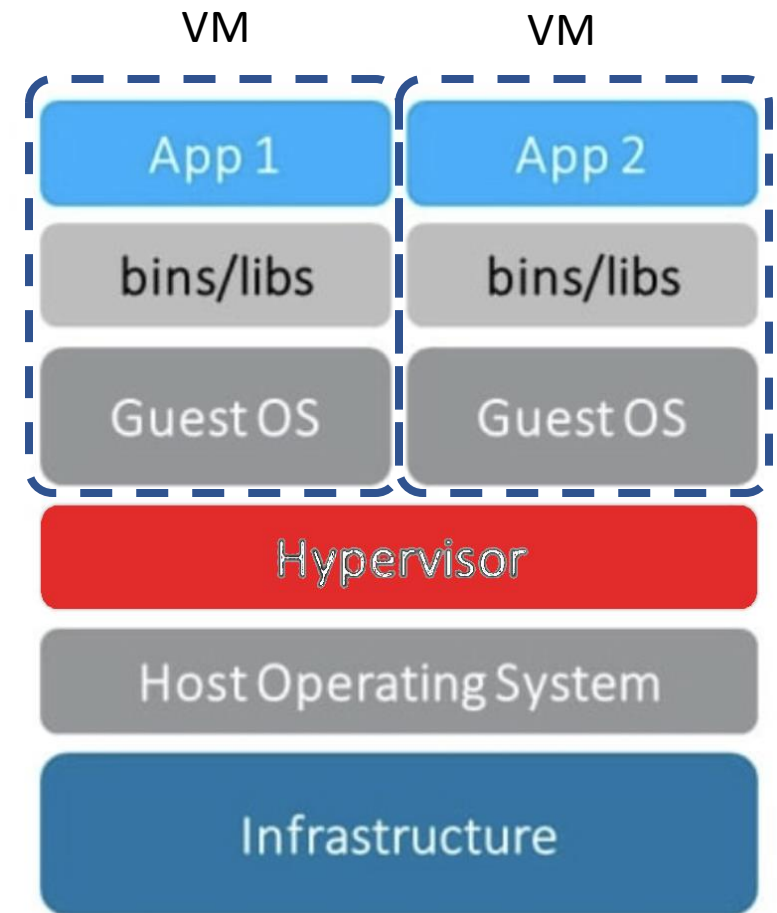 VM VM
App 1 App 2
bins/libs bins/libs
Guest OS Guest OS
Hypervisor
Host Operating System
Infrastructure